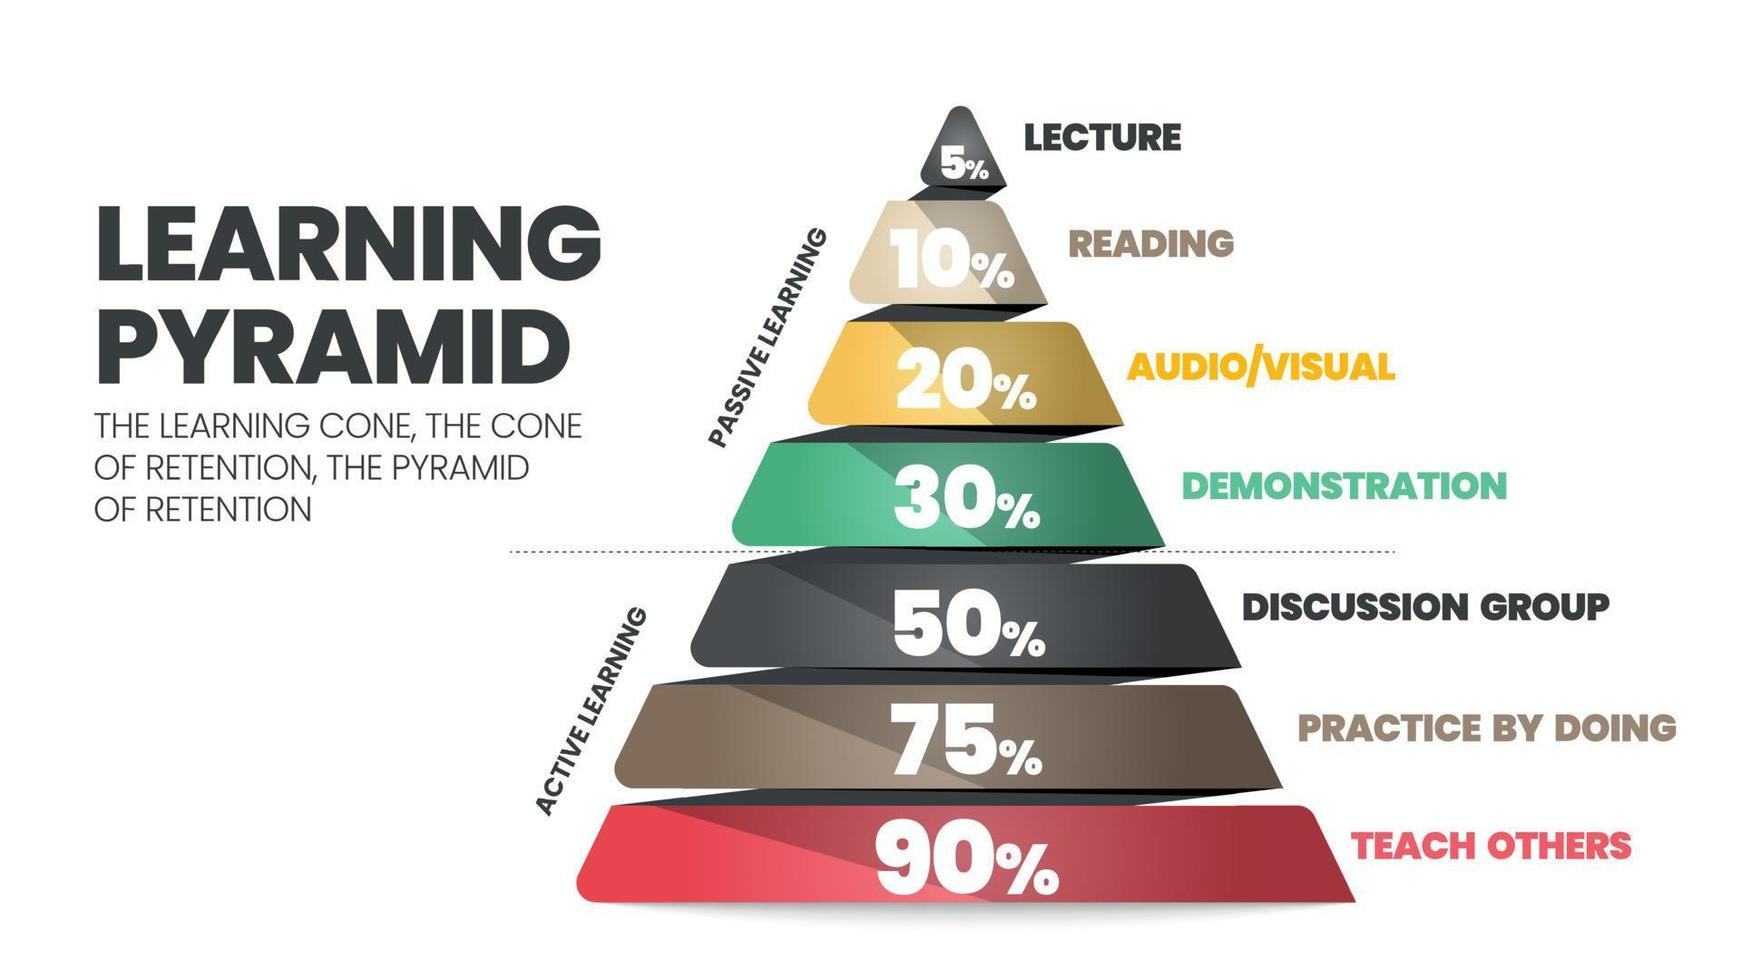 LEARNING
PYRAMID
THE LEARNING CONE, THE CONE
OF RETENTION, THE PYRAMID
OF RETENTION
PASSIVE LEARNING
ACTIVE LEARNING
5% LECTURE
10% READING
20% AUDIO/VISUAL
30% DEMONSTRATION
50% DISCUSSION GROUP
75% PRACTICE BY DOING
90% TEACH OTHERS